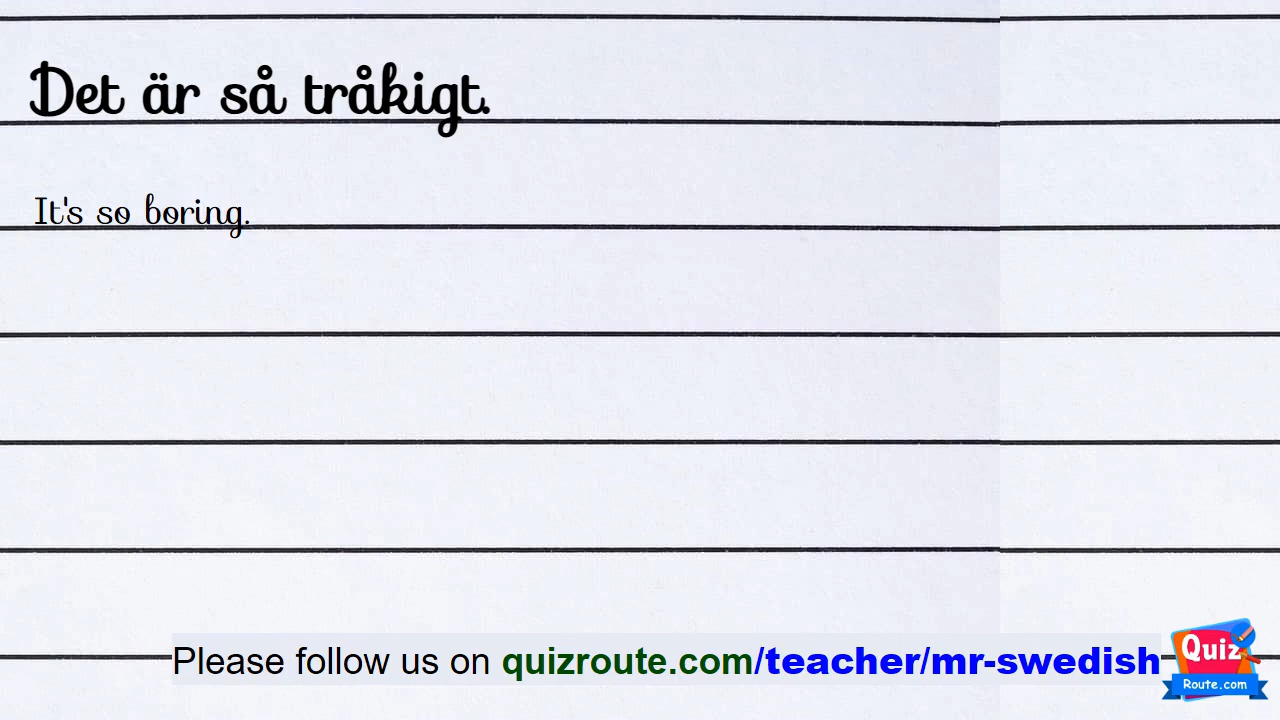 Det är så tråkigt.
It's so boring.
Please follow us on quizroute.com/teacher/mr-swedish
Quiz
Route.com